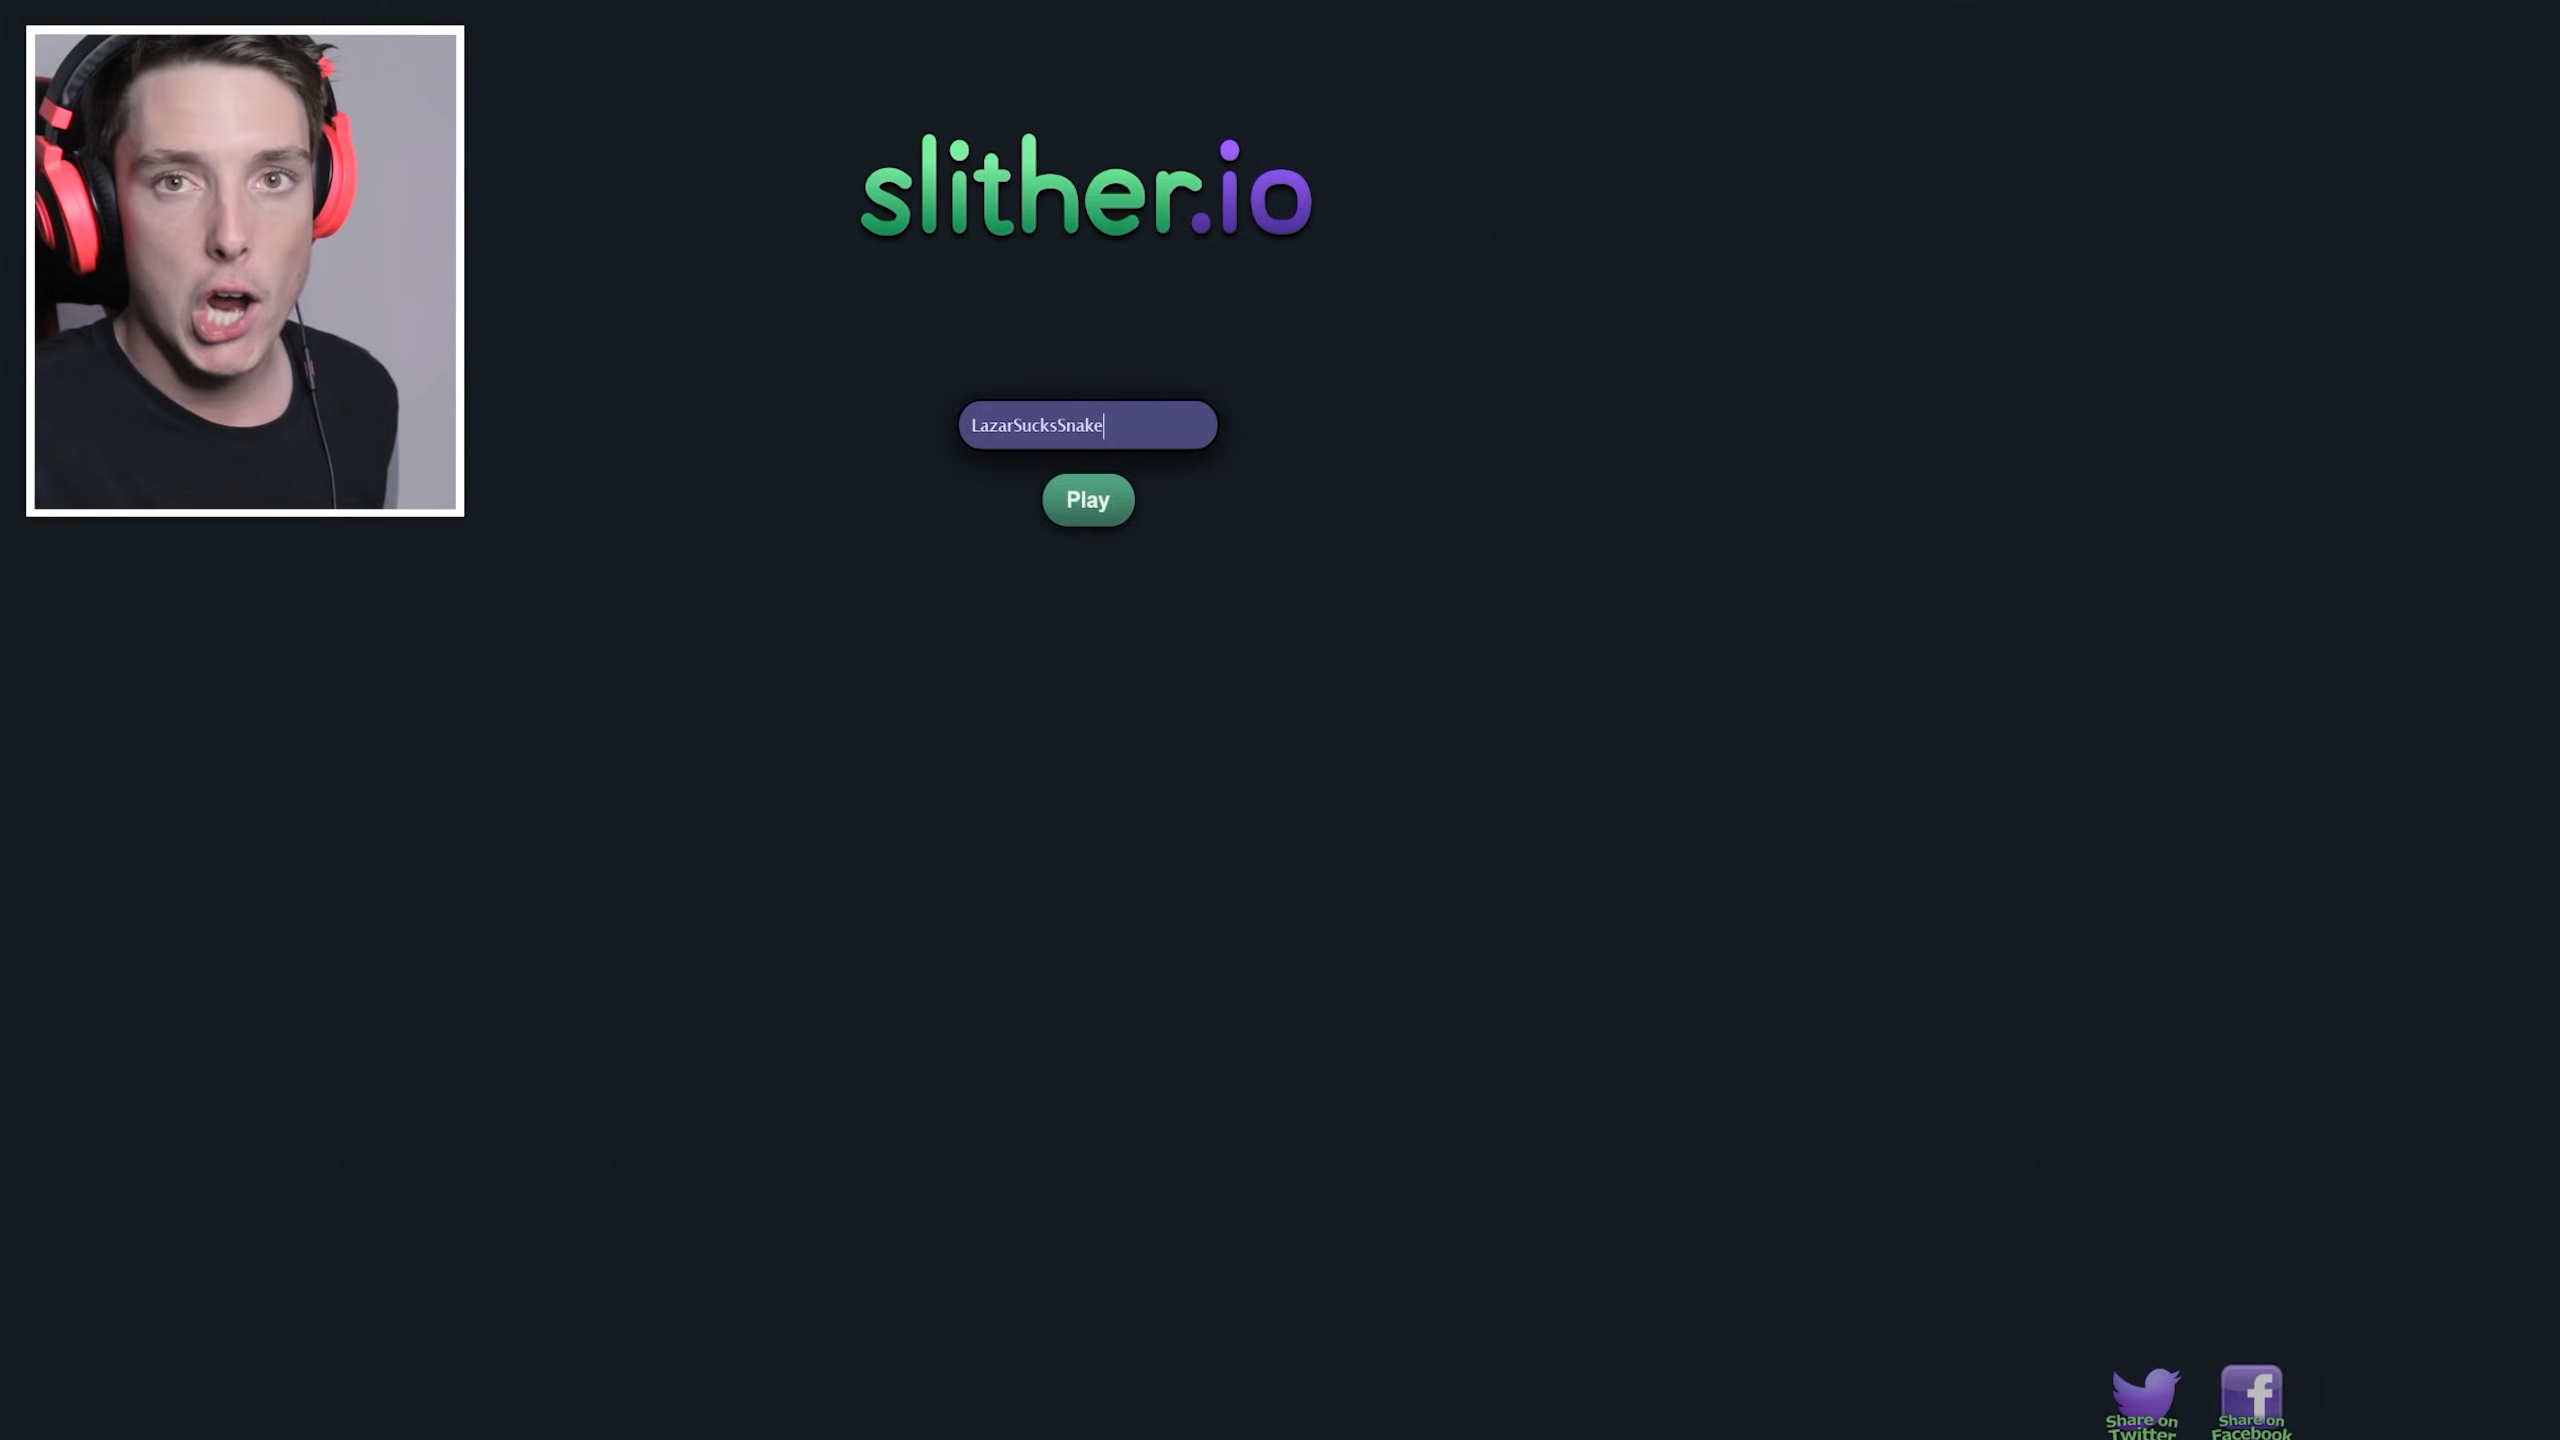 slither.io
LazarSucksSnake
Play
Share on
Twitter
Share on
Facebook